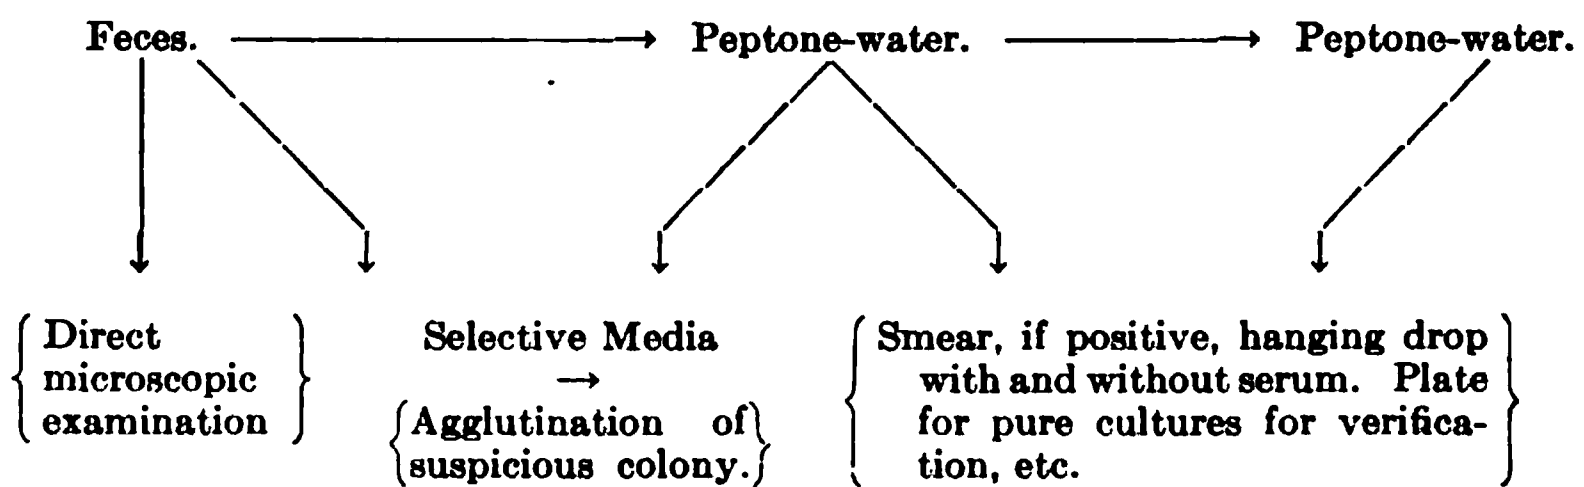 Feces. → Peptone-water. → Peptone-water.
Direct
microscopic
examination
Selective Media
→
Agglutination of
suspicious colony.
Smear, if positive, hanging drop
with and without serum. Plate
for pure cultures for verifica-
tion, etc.